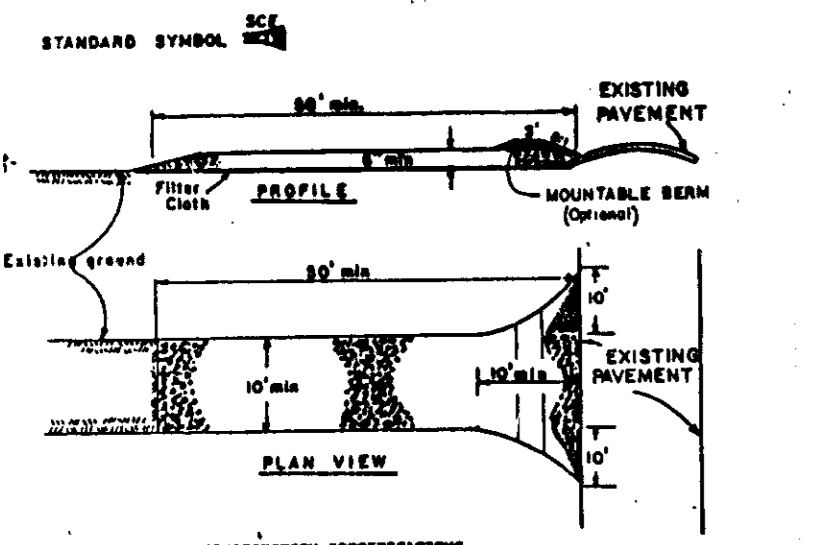 SCE
STANDARD SYMBOL
50' min.
EXISTING
PAVEMENT
6" min
Filter
Cloth
PROFILE
MOUNTABLE BERM
(Optional)
Existing ground
50' min
10'
EXISTING
PAVEMENT
10' min
10' min
10'
PLAN VIEW